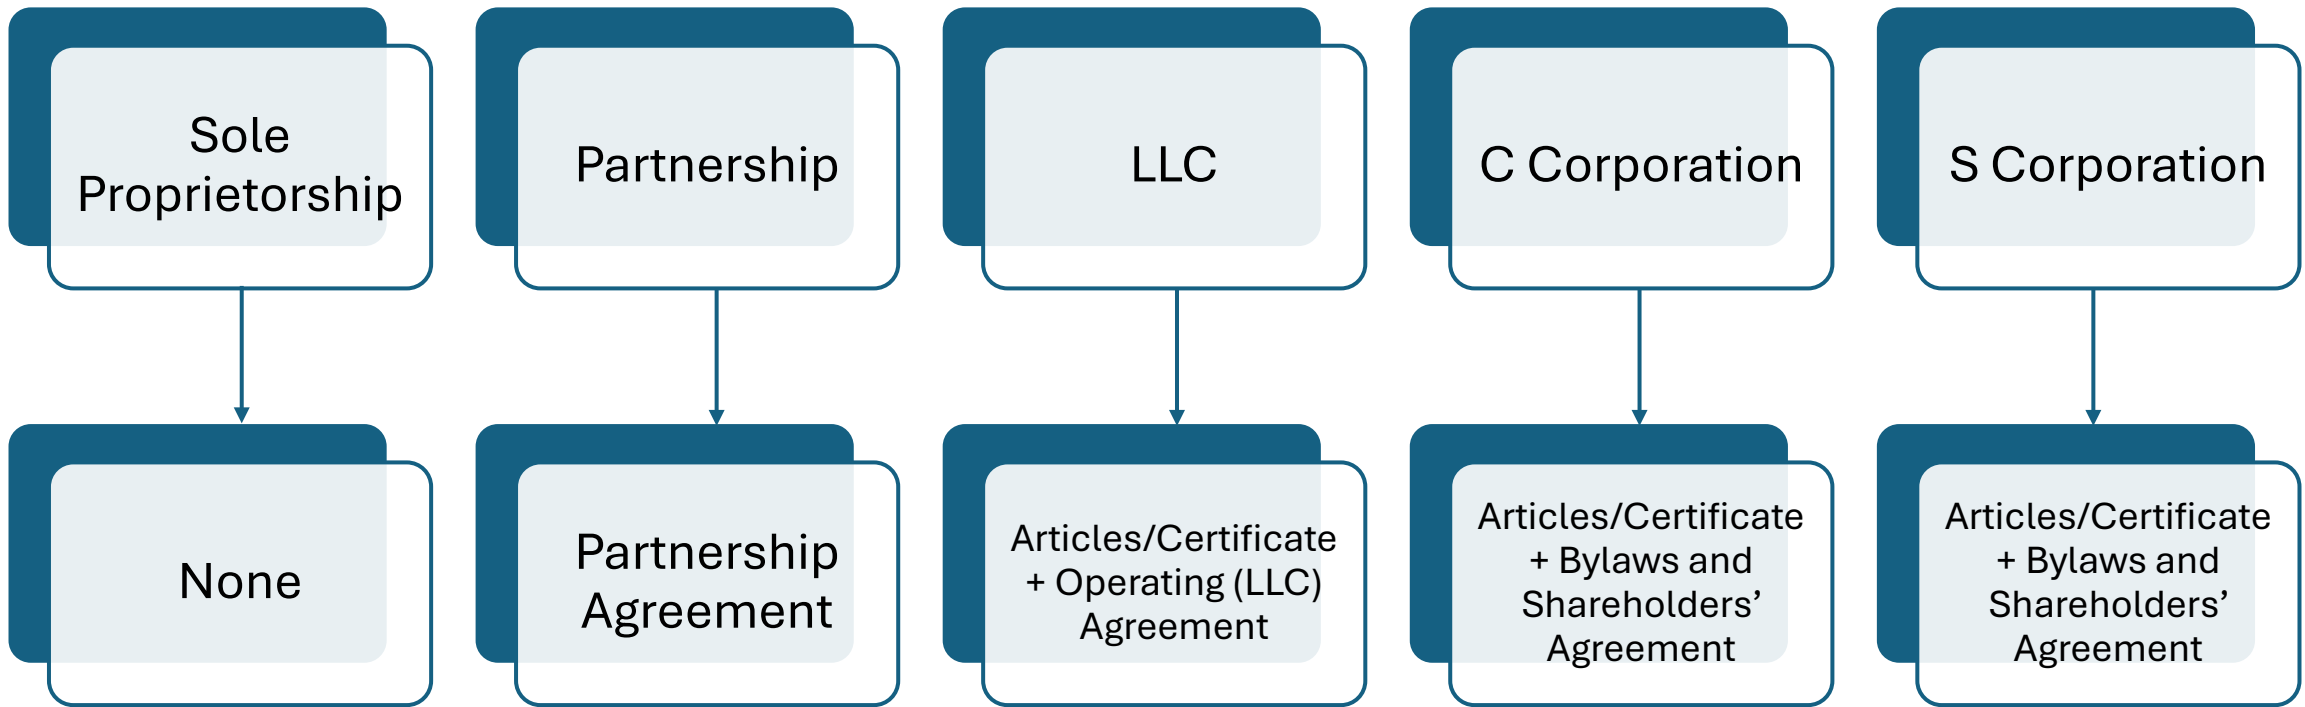 Sole
Proprietorship
Partnership
LLC
C Corporation
S Corporation
None
Partnership
Agreement
Articles/Certificate
+ Operating (LLC)
Agreement
Articles/Certificate
+ Bylaws and
Shareholders’
Agreement
Articles/Certificate
+ Bylaws and
Shareholders’
Agreement